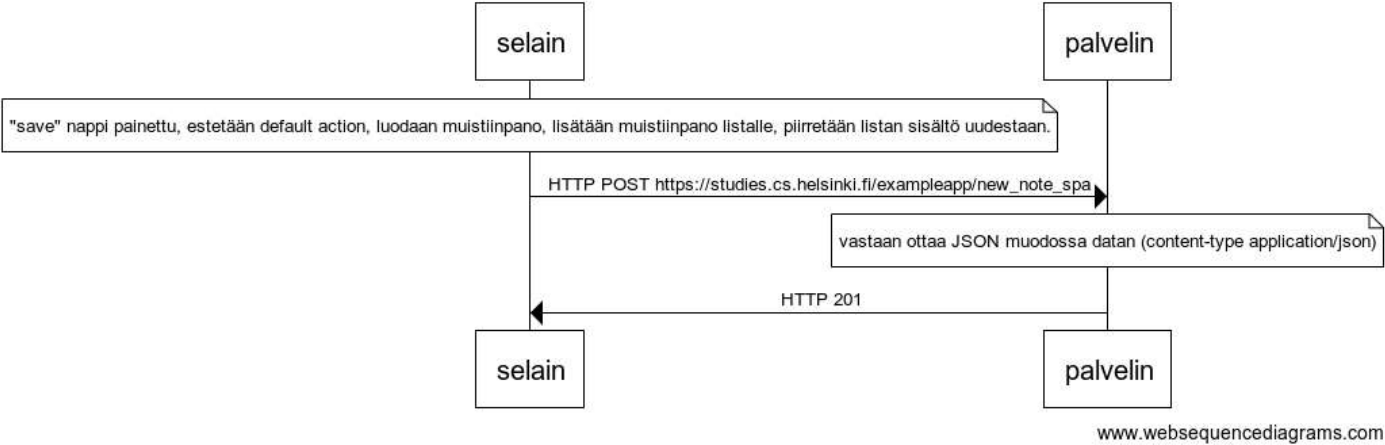 selain
palvelin
"save" nappi painettu, estetään default action, luodaan muistiinpano, lisätään muistiinpano listalle, piirretään listan sisältö uudestaan.
HTTP POST https://studies.cs.helsinki.fi/exampleapp/new_note_spa
vastaan ottaa JSON muodossa datan (content-type application/json)
HTTP 201
selain
palvelin
www.websequencediagrams.com